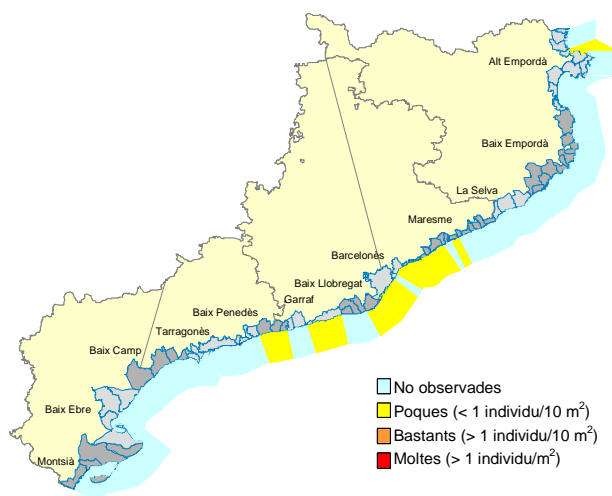 Alt Empordà
Baix Empordà
La Selva
Maresme
Barcelonès
Baix Llobregat
Garraf
Baix Penedès
Tarragonès
Baix Camp
Baix Ebre
Montsià
No observades
Poques (< 1 individu/10 m²)
Bastants (> 1 individu/10 m²)
Moltes (> 1 individu/m²)